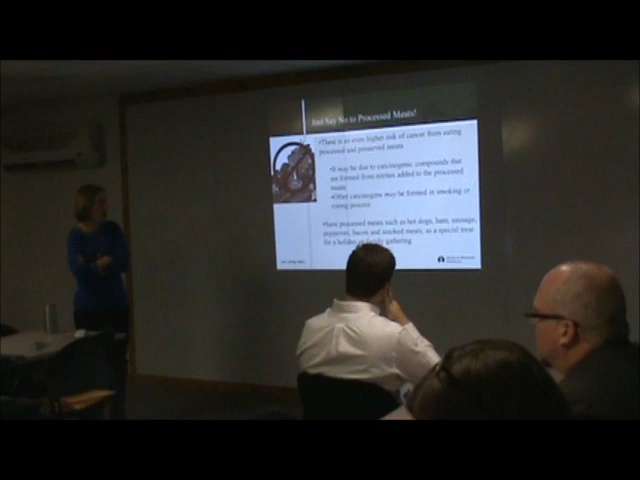 Just Say No to Processed Meats!
•There is an even higher risk of cancer from eating
processed and preserved meats
•It may be due to carcinogenic compounds that
are formed from nitrites added to the processed
meats
•Other carcinogens may be formed in smoking or
curing process
•Save processed meats such as hot dogs, ham, sausage,
pepperoni, bacon and smoked meats, as a special treat
for a holiday or family gathering